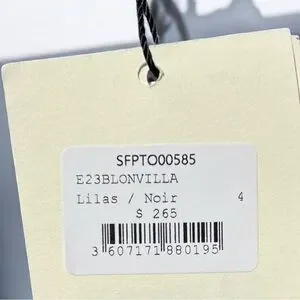 SFPTO00585
E23BLONVILLA
Lilas / Noir 4
$ 265
3 607171 880195